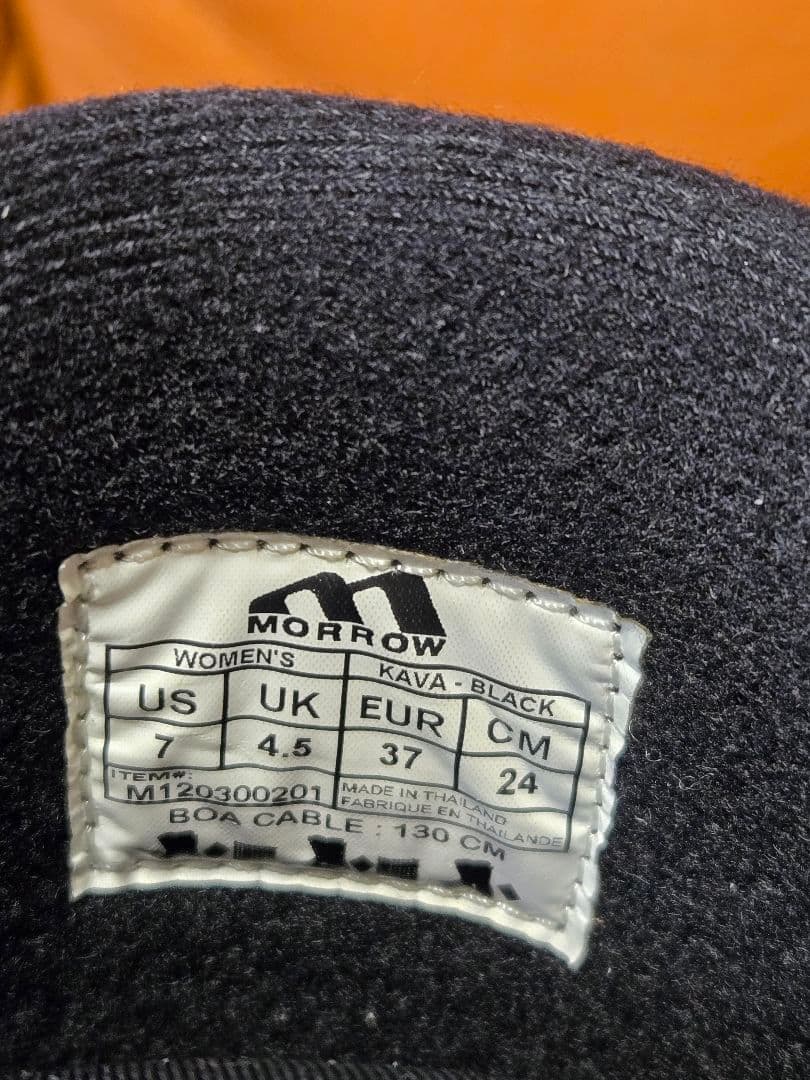 MORROW
WOMEN'S KAVA - BLACK
US UK EUR CM
7 4.5 37 24
ITEM#: MADE IN THAILAND
M120300201 FABRIQUE EN THAILANDE
BOA CABLE : 130 CM